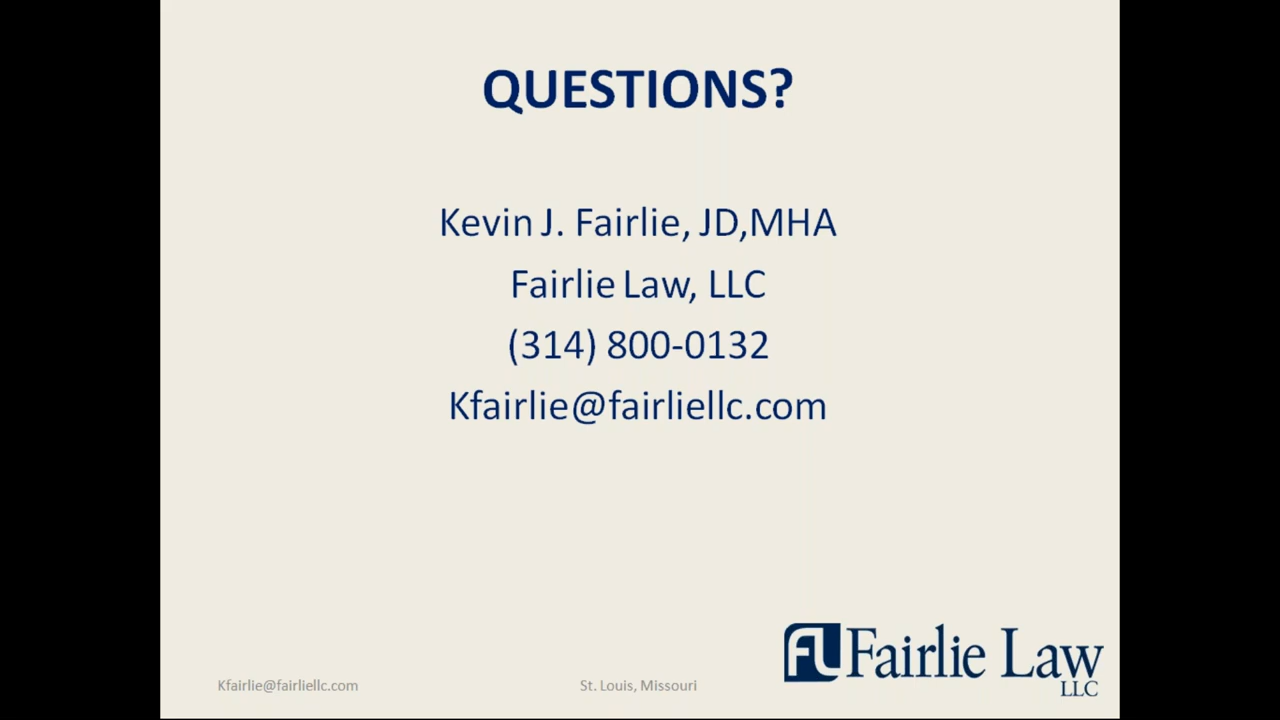 QUESTIONS?
Kevin J. Fairlie, JD,MHA
Fairlie Law, LLC
(314) 800-0132
Kfairlie@fairliellc.com
Kfairlie@fairliellc.com
St. Louis, Missouri
FL Fairlie Law
LLC